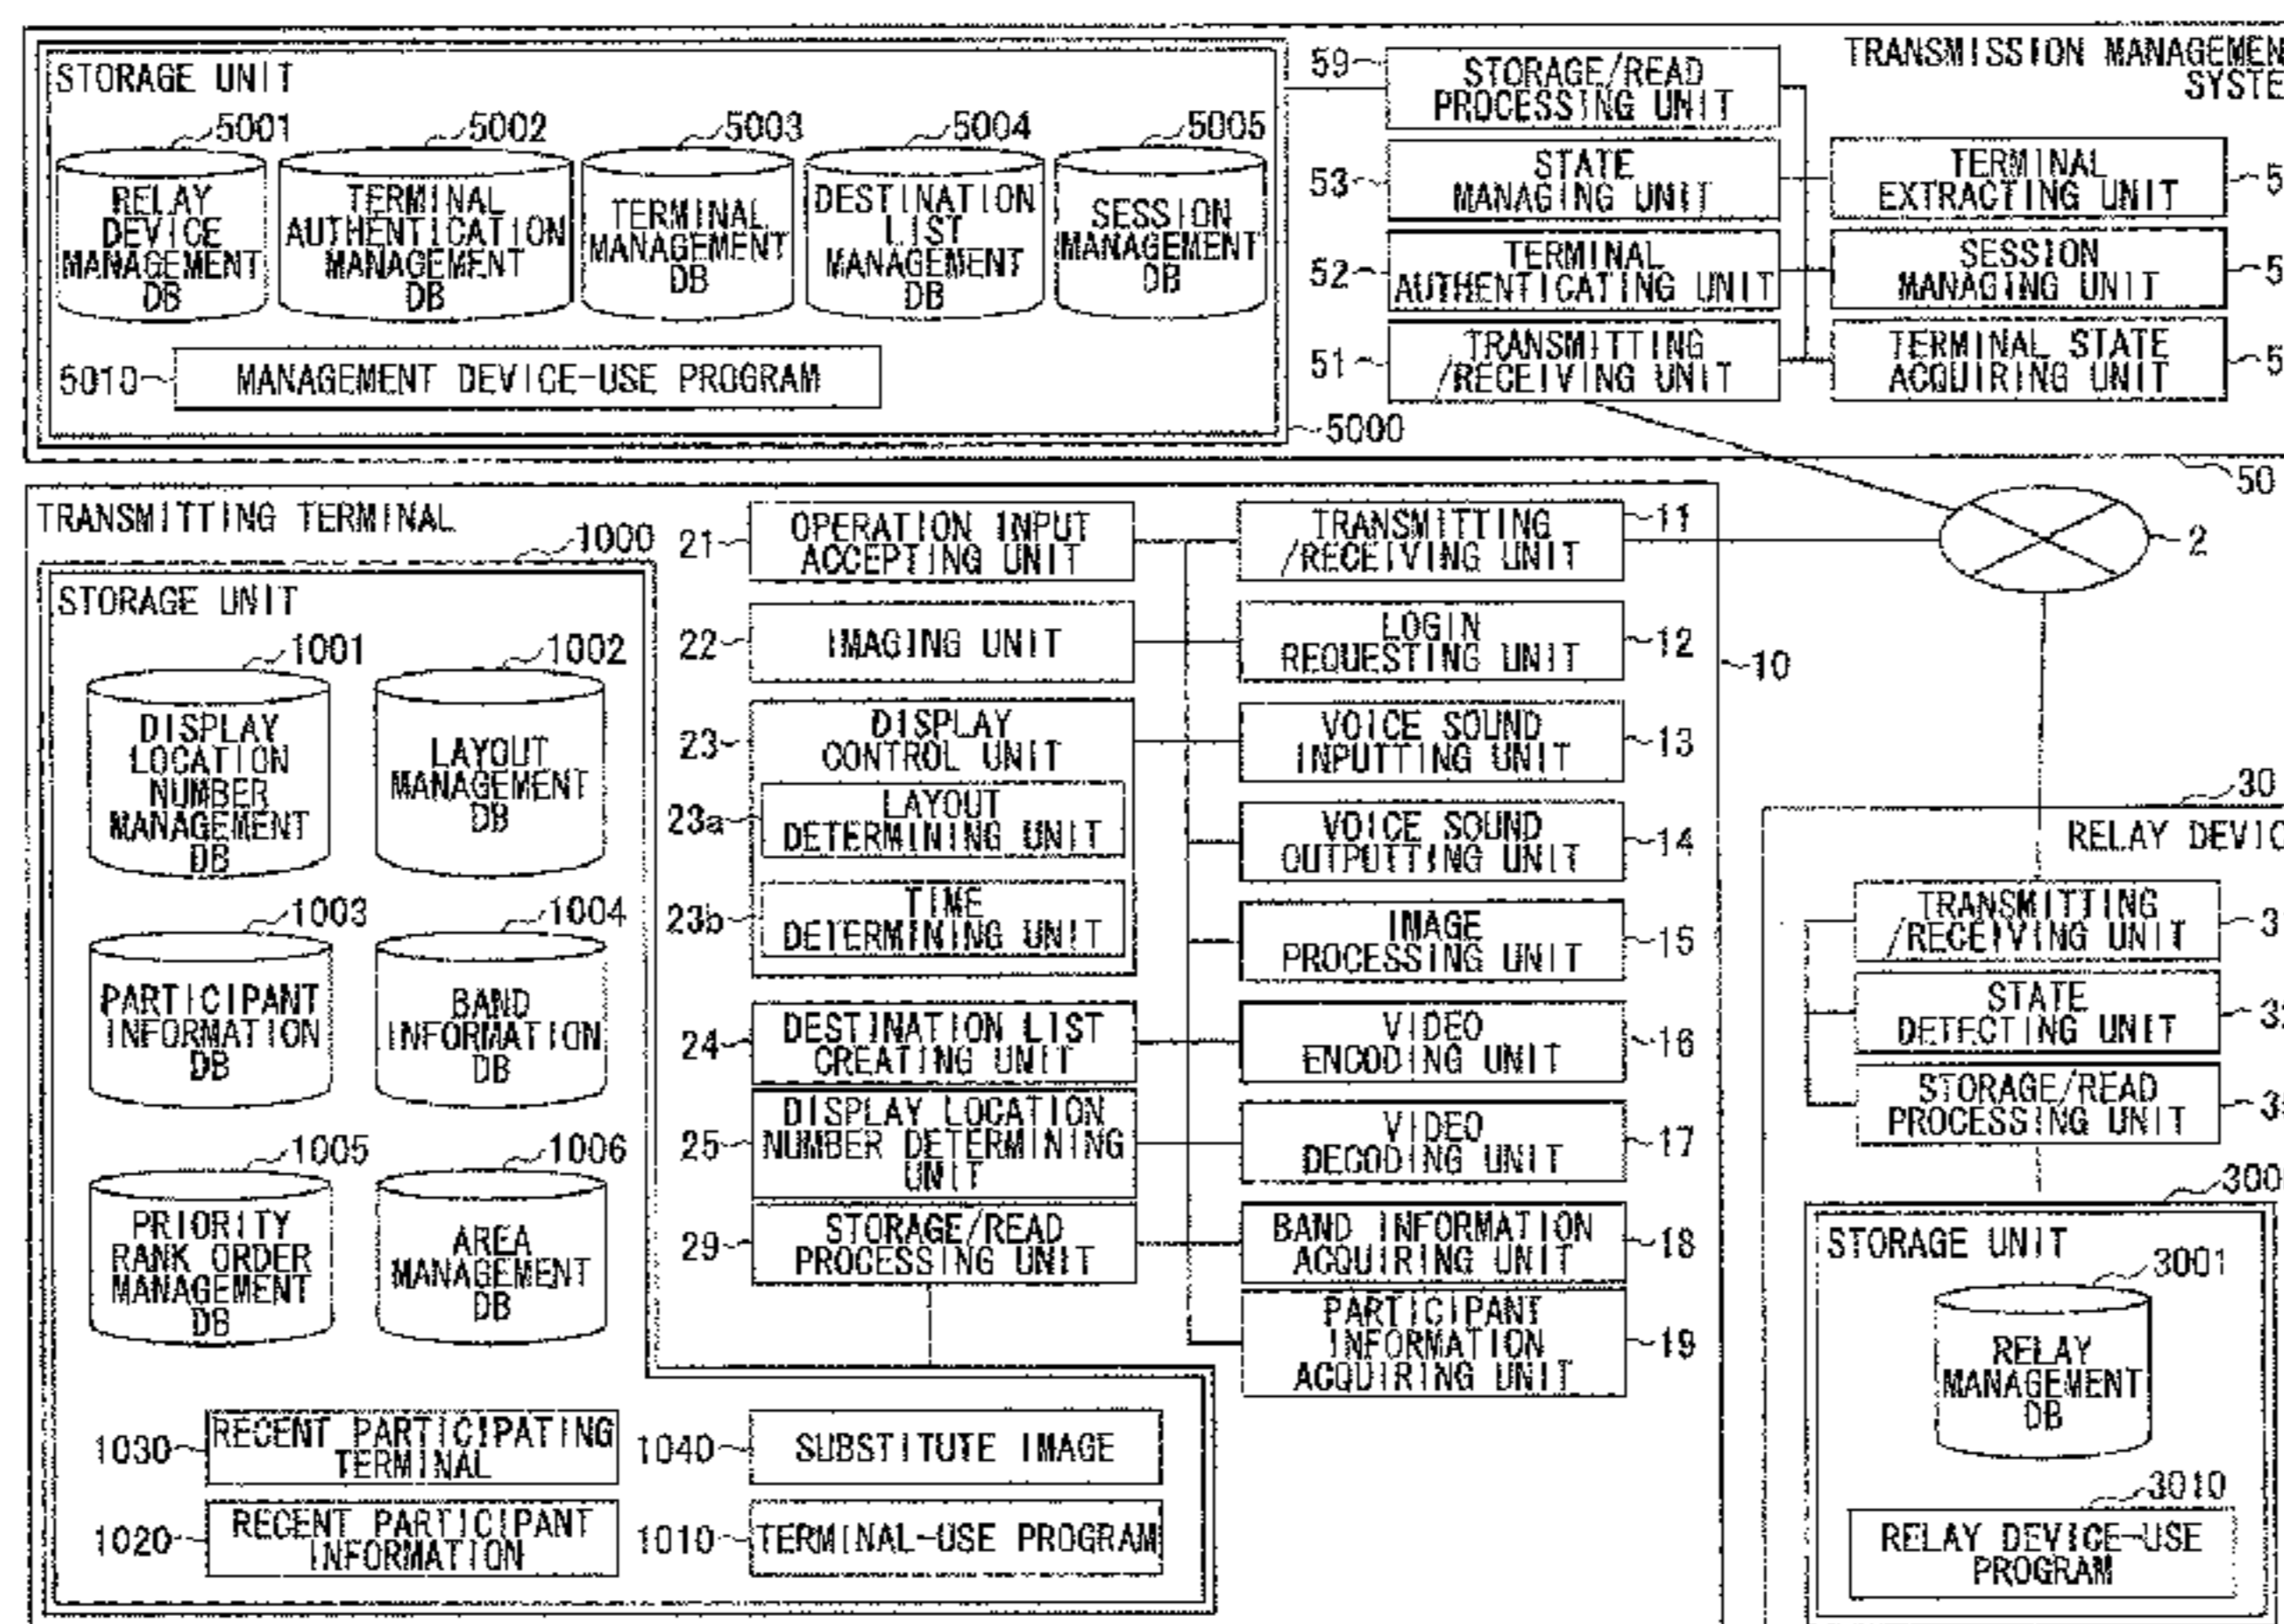 TRANSMISSION MANAGEMEN
SYSTE
STORAGE UNIT
5001
5002
5003
5004
5005
RELAY
DEVICE
MANAGEMENT
DB
TERMINAL
AUTHENTICATION
MANAGEMENT
DB
TERMINAL
MANAGEMENT
DB
DESTINATION
LIST
MANAGEMENT
DB
SESSION
MANAGEMENT
DB
5010
MANAGEMENT DEVICE-USE PROGRAM
5000
59
STORAGE/READ
PROCESSING UNIT
53
STATE
MANAGING UNIT
52
TERMINAL
AUTHENTICATING UNIT
51
TRANSMITTING
/RECEIVING UNIT
TERMINAL
EXTRACTING UNIT
5
SESSION
MANAGING UNIT
5
TERMINAL STATE
ACQUIRING UNIT
5
50
2
TRANSMITTING TERMINAL
1000
STORAGE UNIT
1001
1002
DISPLAY
LOCATION
NUMBER
MANAGEMENT
DB
LAYOUT
MANAGEMENT
DB
1003
1004
PARTICIPANT
INFORMATION
DB
BAND
INFORMATION
DB
1005
1006
PRIORITY
RANK ORDER
MANAGEMENT
DB
AREA
MANAGEMENT
DB
1030
RECENT PARTICIPATING
TERMINAL
1040
SUBSTITUTE IMAGE
1020
RECENT PARTICIPANT
INFORMATION
1010
TERMINAL-USE PROGRAM
21
OPERATION INPUT
ACCEPTING UNIT
22
IMAGING UNIT
23
DISPLAY
CONTROL UNIT
23a
LAYOUT
DETERMINING UNIT
23b
TIME
DETERMINING UNIT
24
DESTINATION LIST
CREATING UNIT
25
DISPLAY LOCATION
NUMBER DETERMINING
UNIT
29
STORAGE/READ
PROCESSING UNIT
TRANSMITTING
/RECEIVING UNIT
11
LOGIN
REQUESTING UNIT
12
VOICE SOUND
INPUTTING UNIT
13
VOICE SOUND
OUTPUTTING UNIT
14
IMAGE
PROCESSING UNIT
15
VIDEO
ENCODING UNIT
16
VIDEO
DECODING UNIT
17
BAND INFORMATION
ACQUIRING UNIT
18
PARTICIPANT
INFORMATION
ACQUIRING UNIT
19
10
30
RELAY DEVIC
TRANSMITTING
/RECEIVING UNIT
3
STATE
DETECTING UNIT
3
STORAGE/READ
PROCESSING UNIT
3
300
STORAGE UNIT
3001
RELAY
MANAGEMENT
DB
3010
RELAY DEVICE-USE
PROGRAM